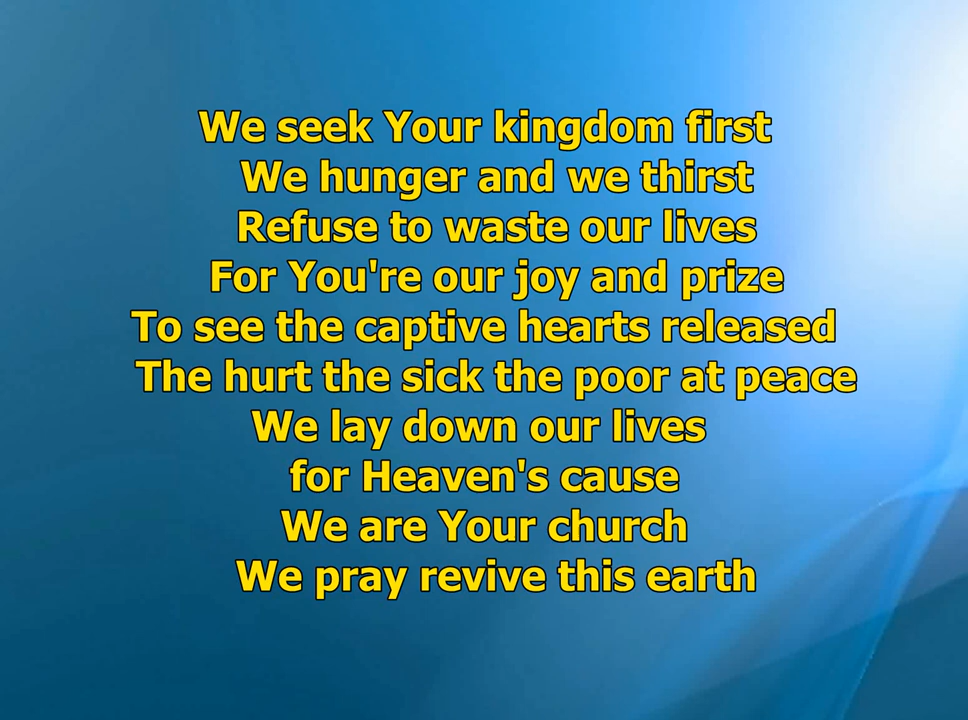 We seek Your kingdom first
We hunger and we thirst
Refuse to waste our lives
For You're our joy and prize
To see the captive hearts released
The hurt the sick the poor at peace
We lay down our lives
for Heaven's cause
We are Your church
We pray revive this earth